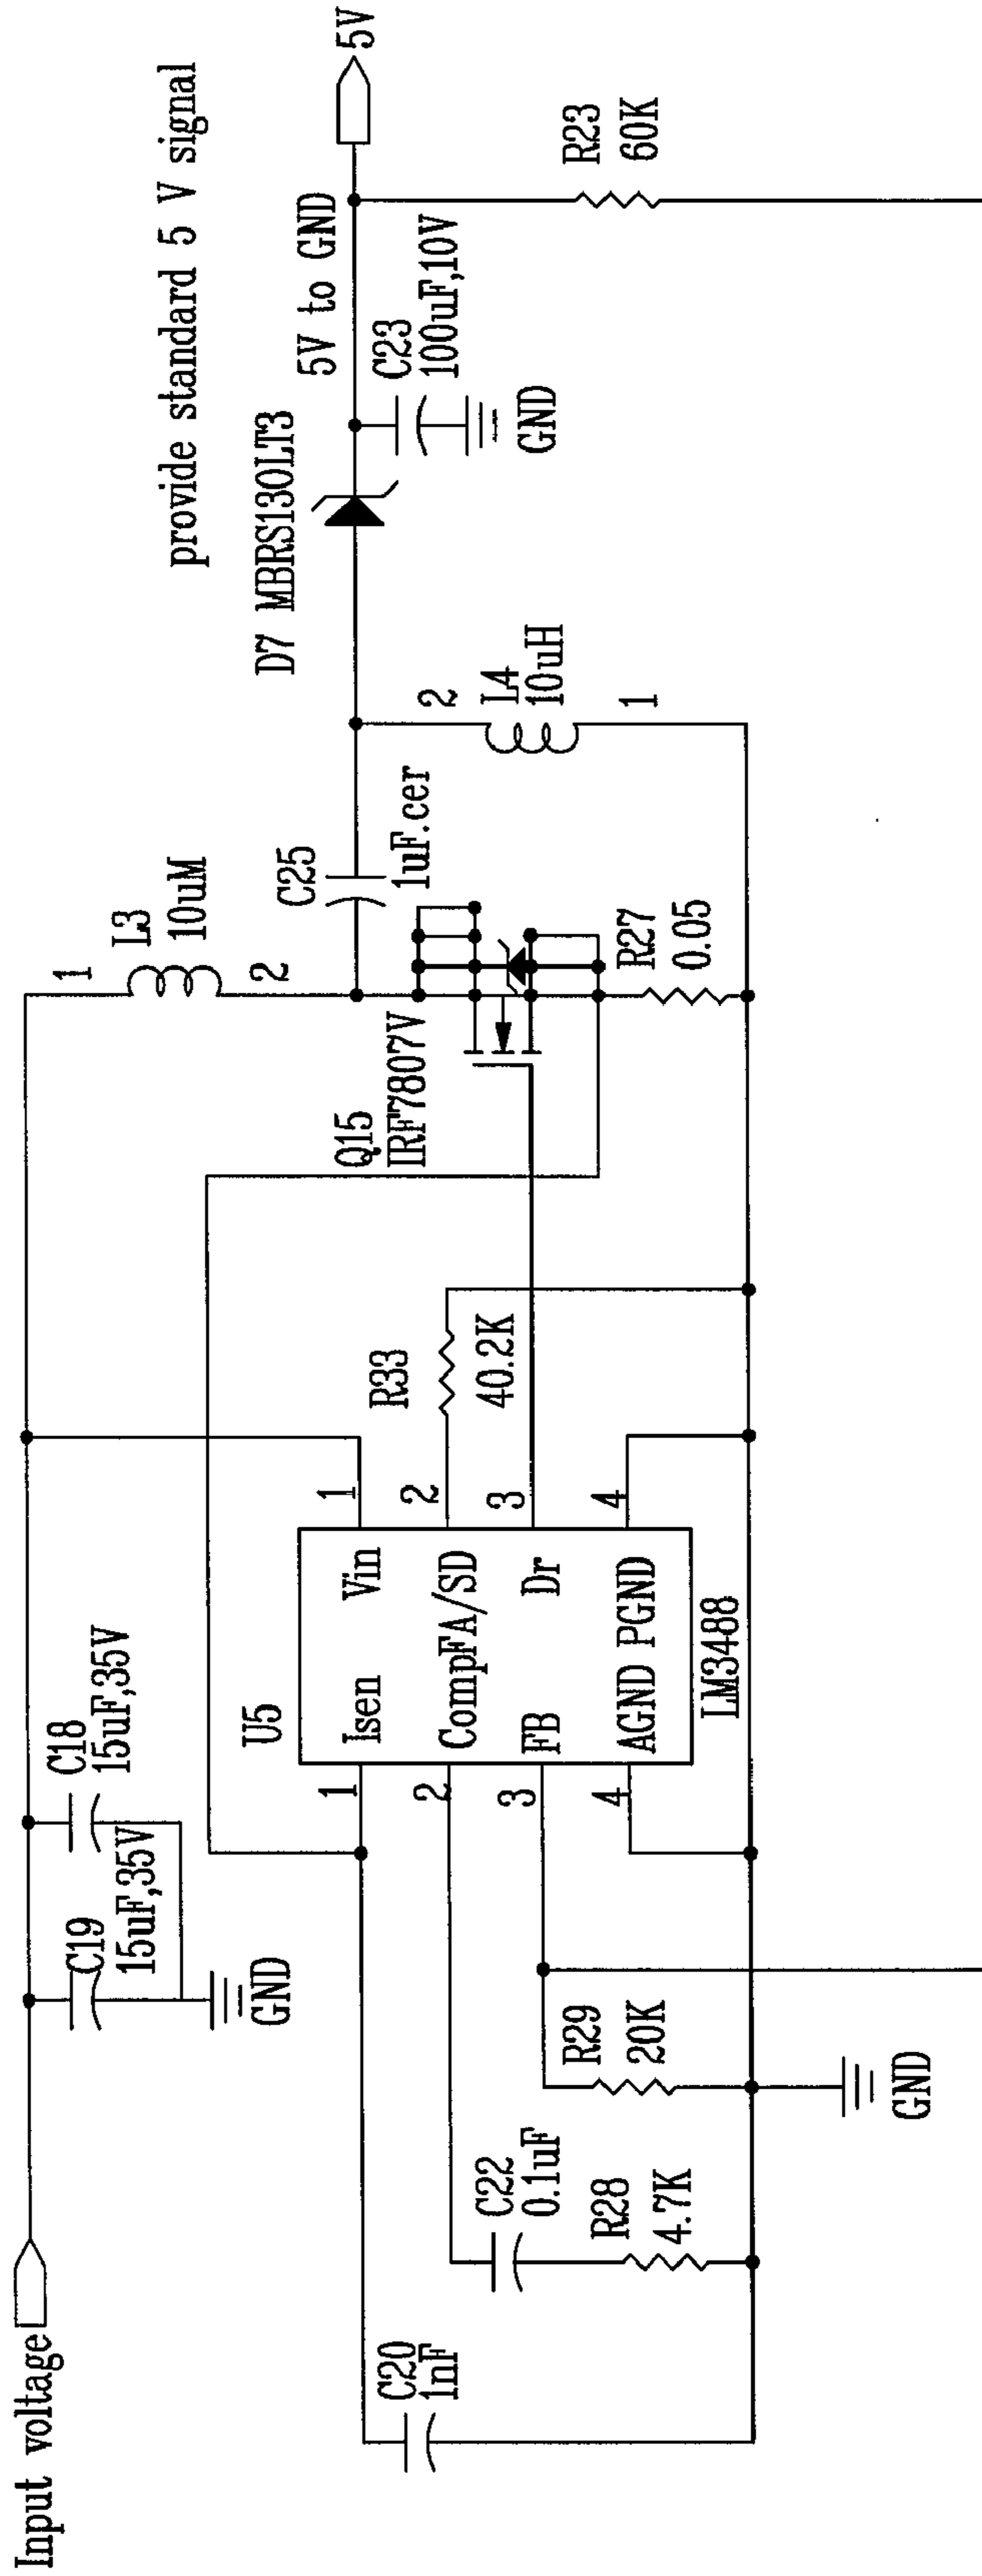 Input voltage
provide standard 5 V signal
5V
5V to GND
C19
15uF,35V
C18
15uF,35V
GND
1
L3
10uM
2
D7 MBRS130LT3
C23
100uF,10V
GND
C25
1uF.cer
2
L4
10uH
1
R23
60K
Q15
IRF7807V
R27
0.05
R33
40.2K
U5
1
Isen
Vin
1
2
CompFA/SD
2
3
FB
Dr
3
4
AGND PGND
4
LM3488
C20
1nF
C22
0.1uF
R28
4.7K
R29
20K
GND